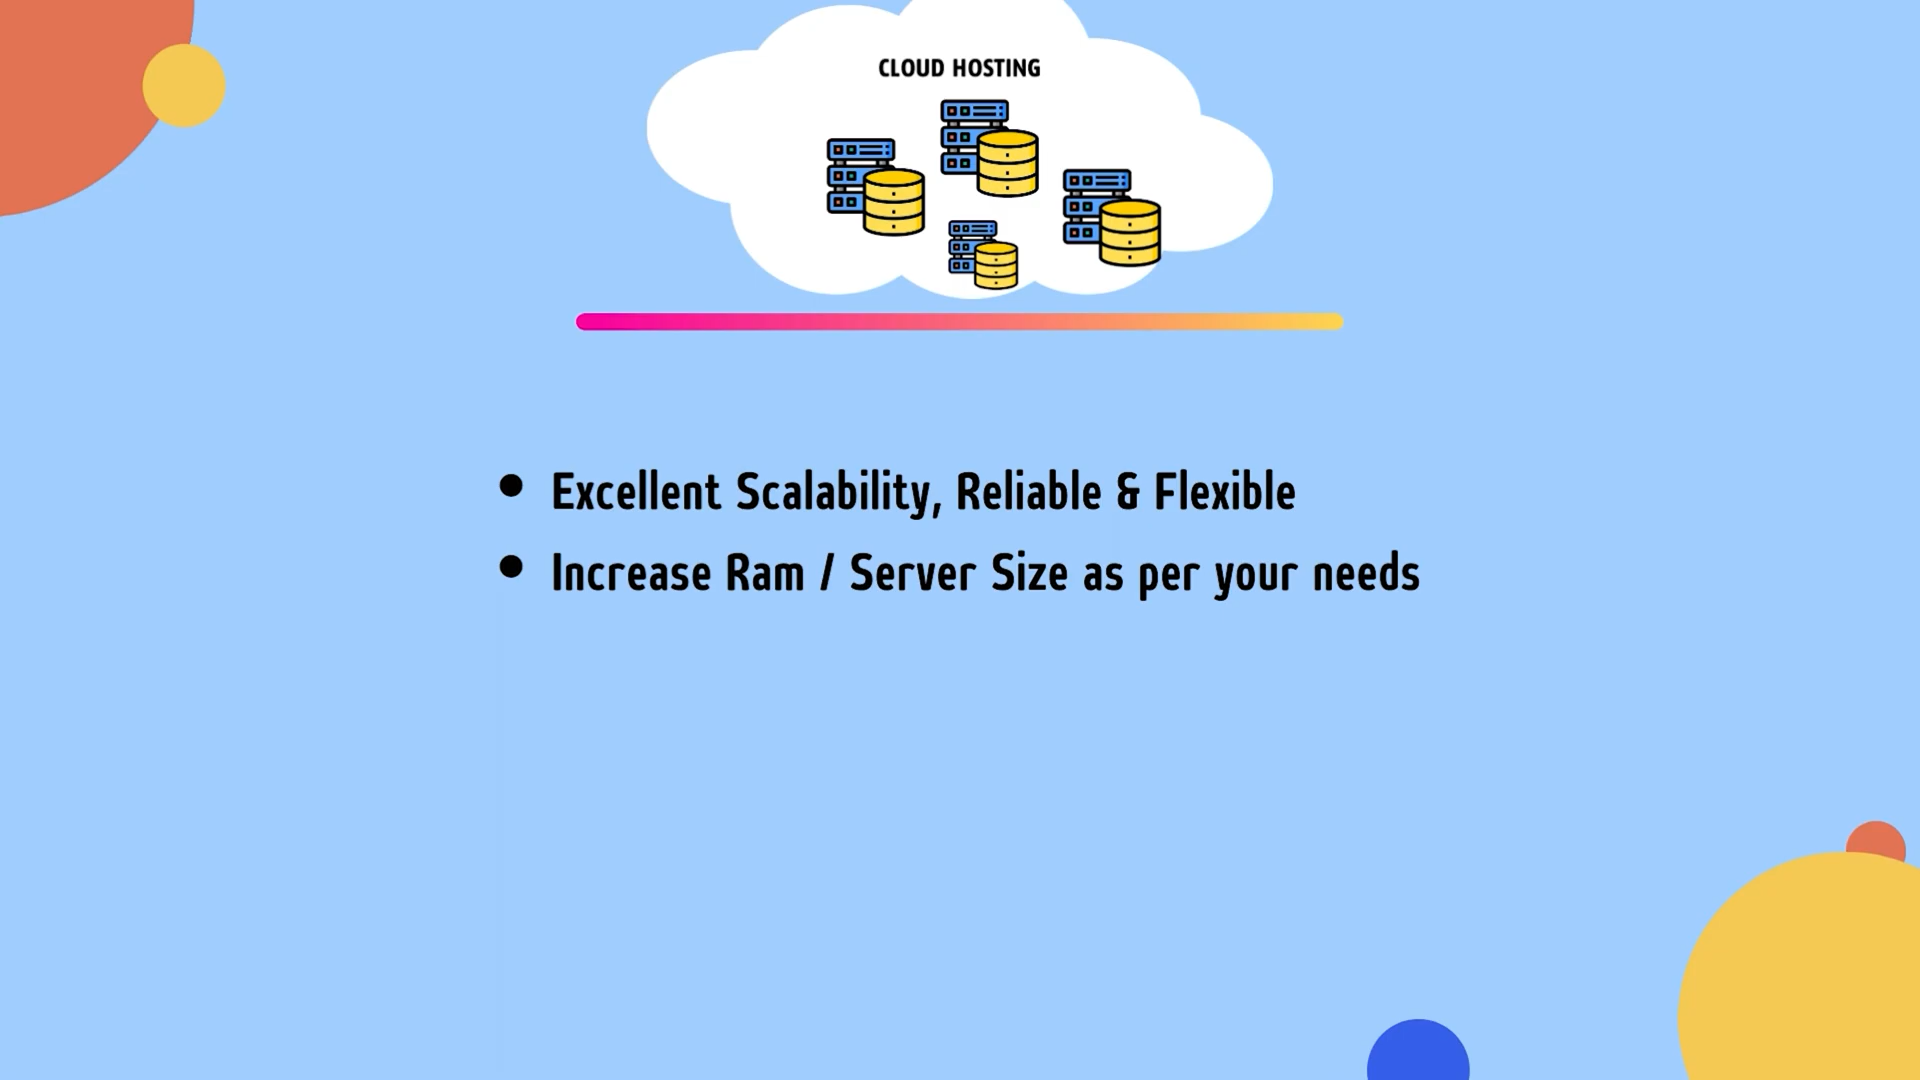 CLOUD HOSTING
Excellent Scalability, Reliable & Flexible
Increase Ram / Server Size as per your needs